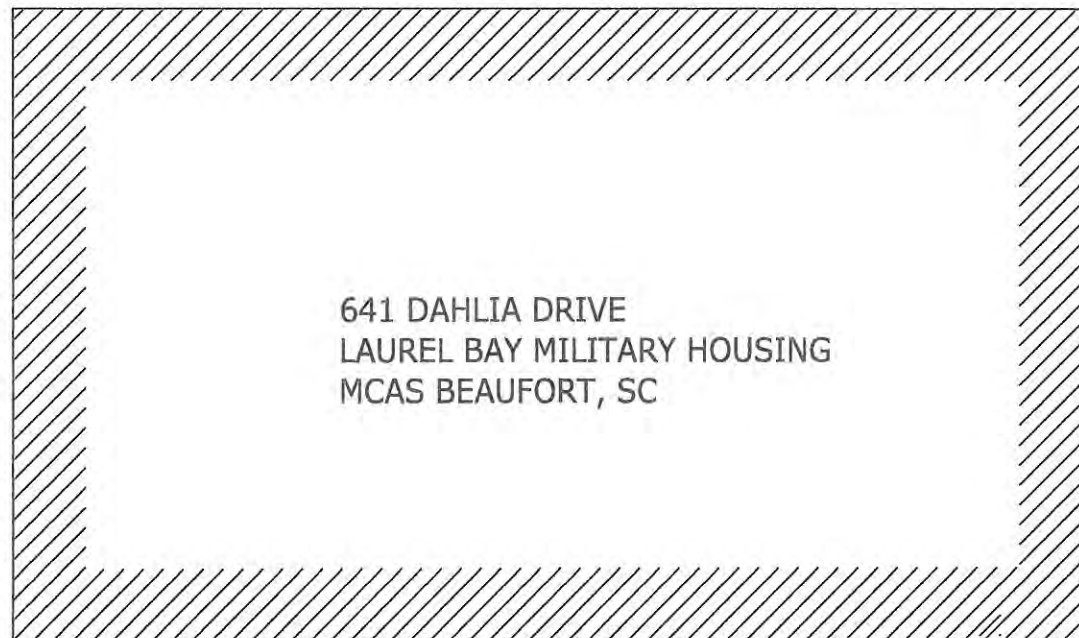 641 DAHLIA DRIVE
LAUREL BAY MILITARY HOUSING
MCAS BEAUFORT, SC